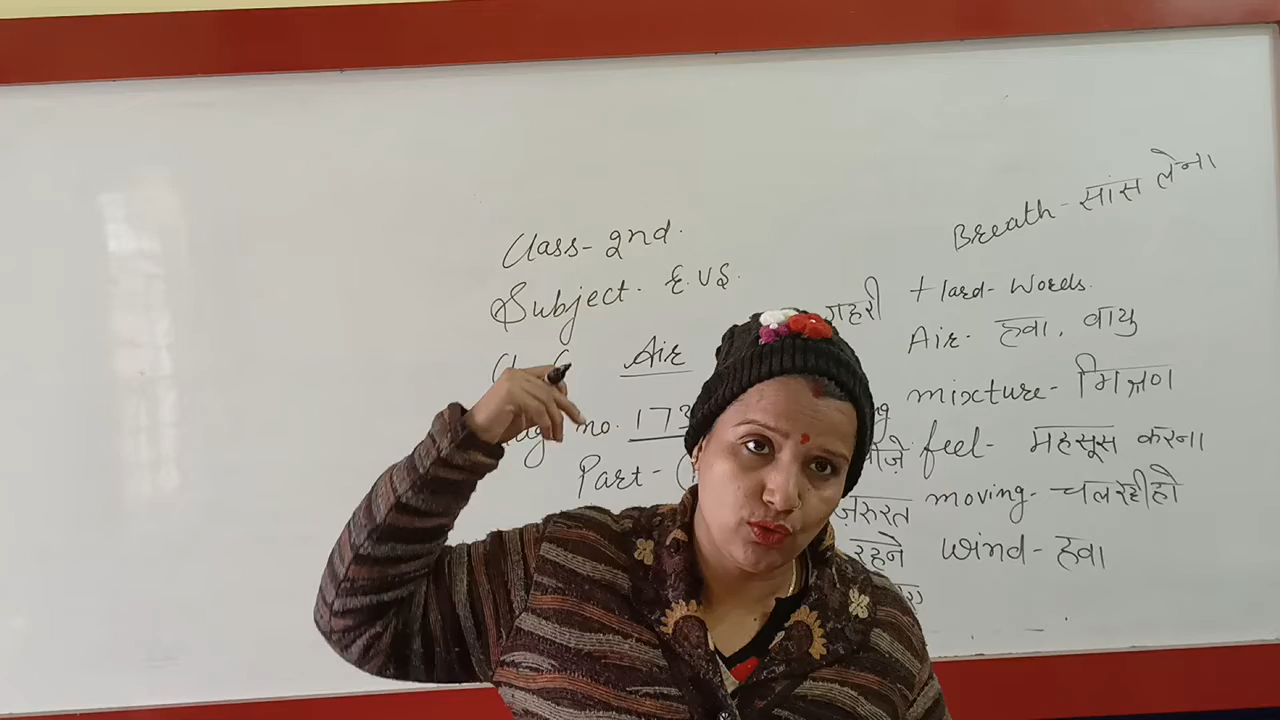 Breath - सांस लेना
Class - 2nd.
Subject. E.V.S.
Hard - Words.
गहरी
Air - हवा, वायु
Air
mixture - मिश्रण
no. 173
feel - महसूस करना
Part - (
ज़रुरत
moving - चल रही हो
रहने
wind - हवा